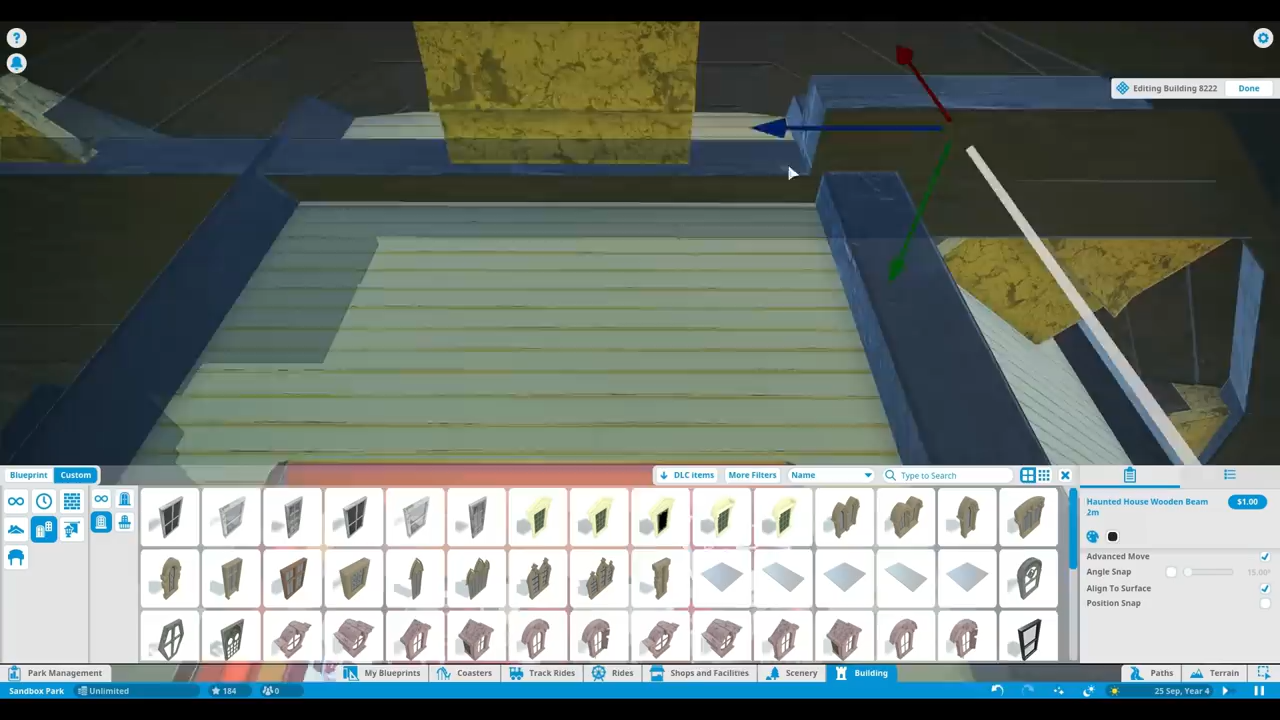 ?
Editing Building 8222 Done
Blueprint Custom
DLC items More Filters Name Type to Search
Haunted House Wooden Beam $1.00
2m
Advanced Move
Angle Snap 15.00°
Align To Surface
Position Snap
Park Management My Blueprints Coasters Track Rides Rides Shops and Facilities Scenery Building Paths Terrain
Sandbox Park Unlimited 184 0 25 Sep, Year 4